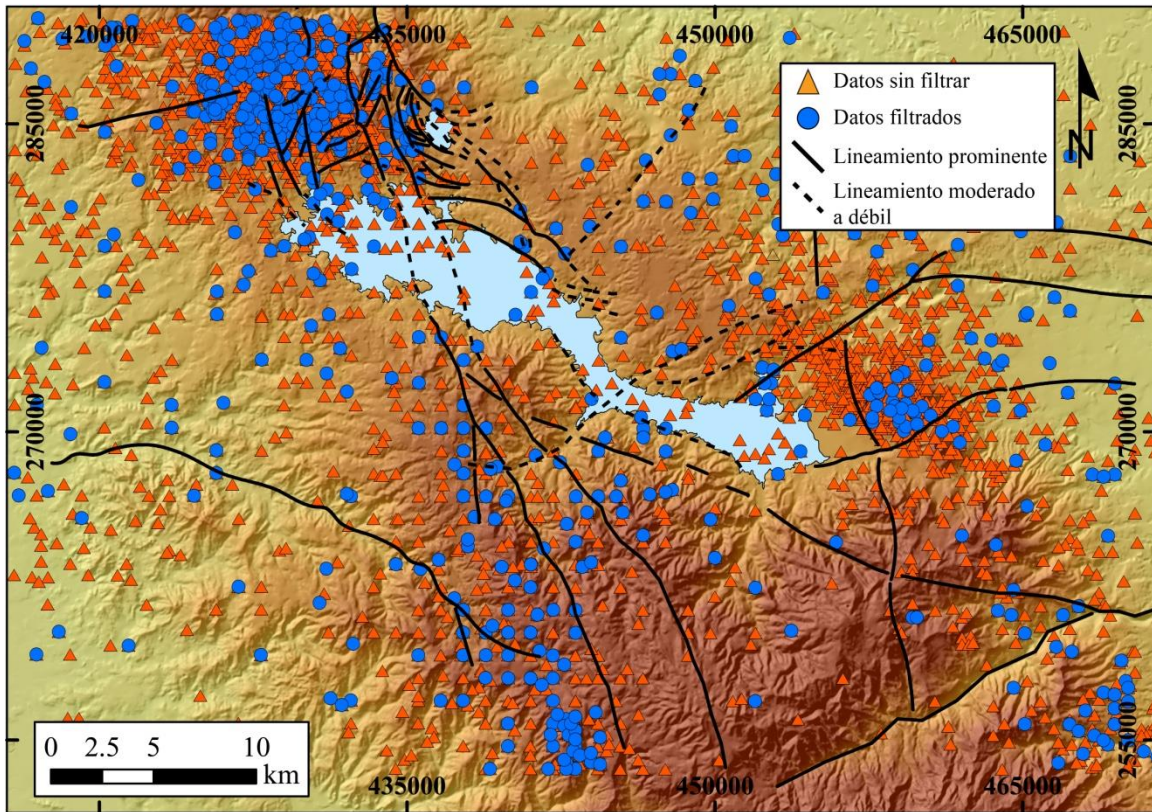 420000
435000
450000
465000
Datos sin filtrar
Datos filtrados
Lineamiento prominente
Lineamiento moderado
a débil
N
285000
285000
270000
270000
255000
0 2.5 5 10
km
435000
450000
465000